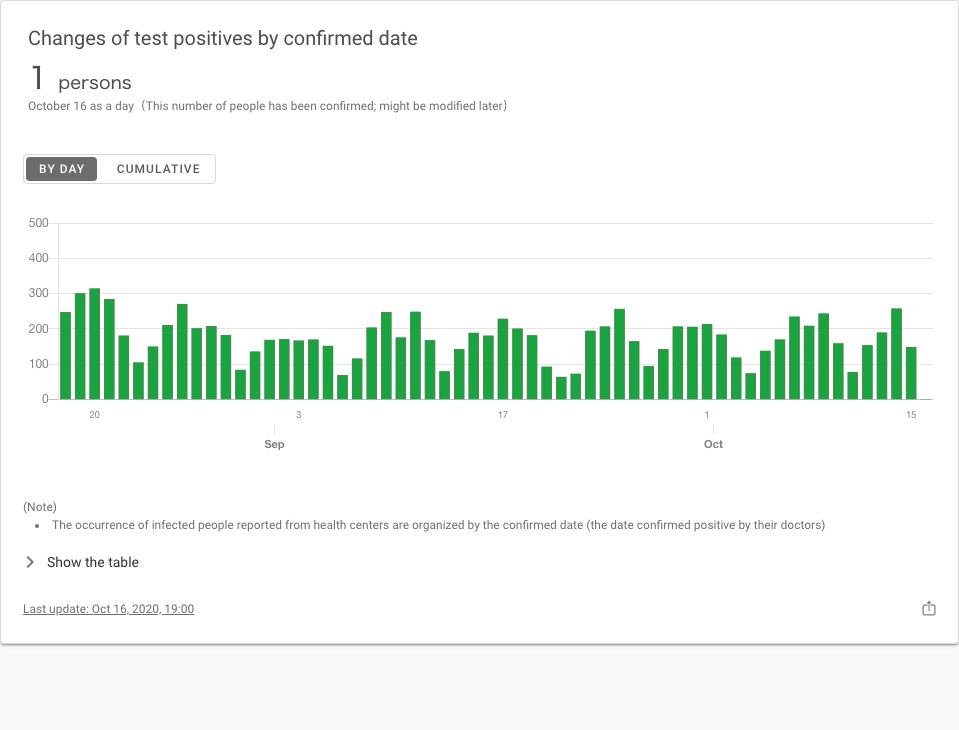 Changes of test positives by confirmed date
1 persons
October 16 as a day (This number of people has been confirmed; might be modified later)
BY DAY CUMULATIVE
500
400
300
200
100
0
20 3 17 1 15
Sep Oct
(Note)
• The occurrence of infected people reported from health centers are organized by the confirmed date (the date confirmed positive by their doctors)
Show the table
Last update: Oct 16, 2020, 19:00